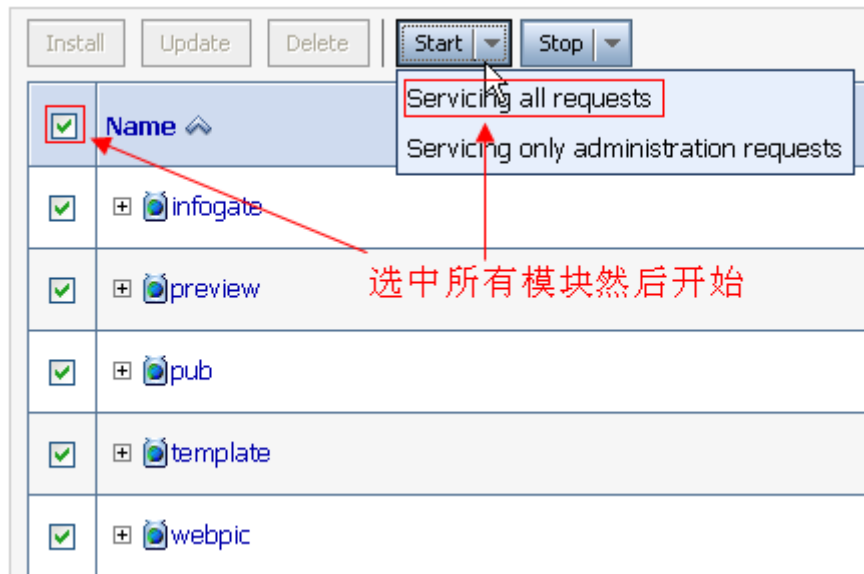 Install Update Delete Start Stop
Servicing all requests
Name
Servicing only administration requests
infogate
选中所有模块然后开始
preview
pub
template
webpic